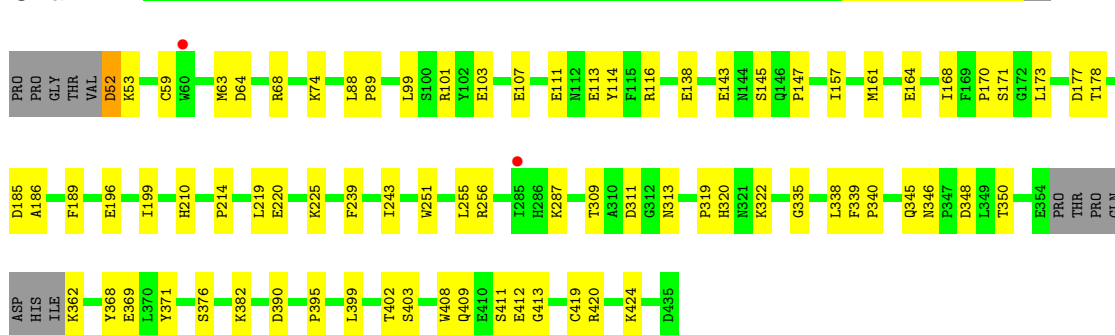 PRO PRO GLY THR VAL D52 K53 C59 W60 M63 D64 R68 K74 L88 P89 L99 S100 R101 Y102 E103 E107 E111 N112 E113 Y114 F115 R116 E138 E143 N144 S145 Q146 P147 I157 M161 E164 I168 F169 P170 S171 G172 L173 D177 T178
D185 A186 F189 E196 I199 H210 P214 L219 E220 K225 F239 I243 W251 L255 R256 I285 H286 K287 T309 A310 D311 G312 N313 P319 H320 N321 K322 G335 L338 F339 P340 Q345 N346 P347 D348 L349 T350 E354 PRO THR PRO GLN
ASP HIS ILE K362 Y368 E369 L370 Y371 S376 K382 D390 P395 L399 T402 S403 W408 Q409 E410 S411 E412 G413 C419 R420 K424 D435